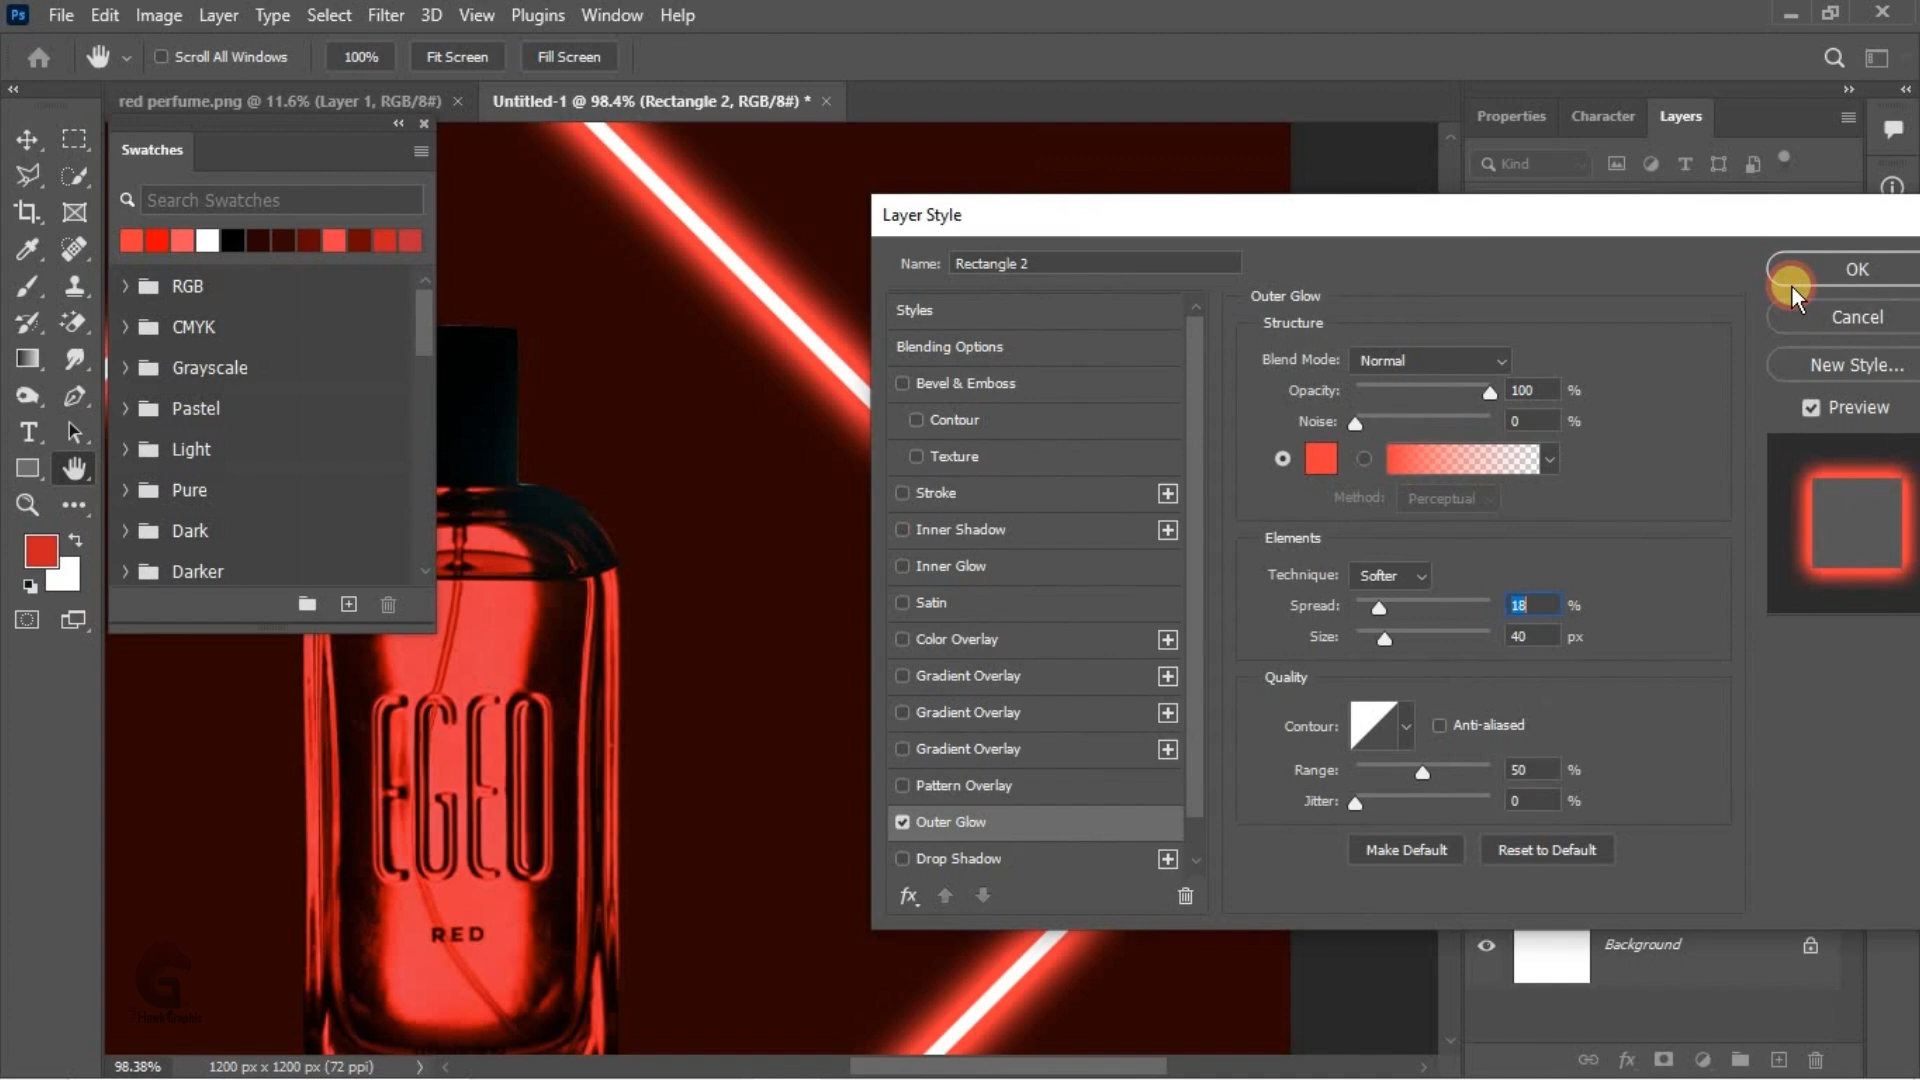 Ps File Edit Image Layer Type Select Filter 3D View Plugins Window Help
Scroll All Windows 100% Fit Screen Fill Screen
red perfume.png @ 11.6% (Layer 1, RGB/8#) × Untitled-1 @ 98.4% (Rectangle 2, RGB/8#) * ×
Swatches
Search Swatches
RGB
CMYK
Grayscale
Pastel
Light
Pure
Dark
Darker
EGEO
RED
HawkGraphic
Properties Character Layers
Kind
Layer Style
Name: Rectangle 2
Styles
Blending Options
Bevel & Emboss
Contour
Texture
Stroke
Inner Shadow
Inner Glow
Satin
Color Overlay
Gradient Overlay
Gradient Overlay
Gradient Overlay
Pattern Overlay
Outer Glow
Drop Shadow
fx
Outer Glow
Structure
Blend Mode: Normal
Opacity: 100 %
Noise: 0 %
Method: Perceptual
Elements
Technique: Softer
Spread: 18 %
Size: 40 px
Quality
Contour: Anti-aliased
Range: 50 %
Jitter: 0 %
Make Default Reset to Default
OK
Cancel
New Style...
Preview
Background
fx
98.38% 1200 px x 1200 px (72 ppi)